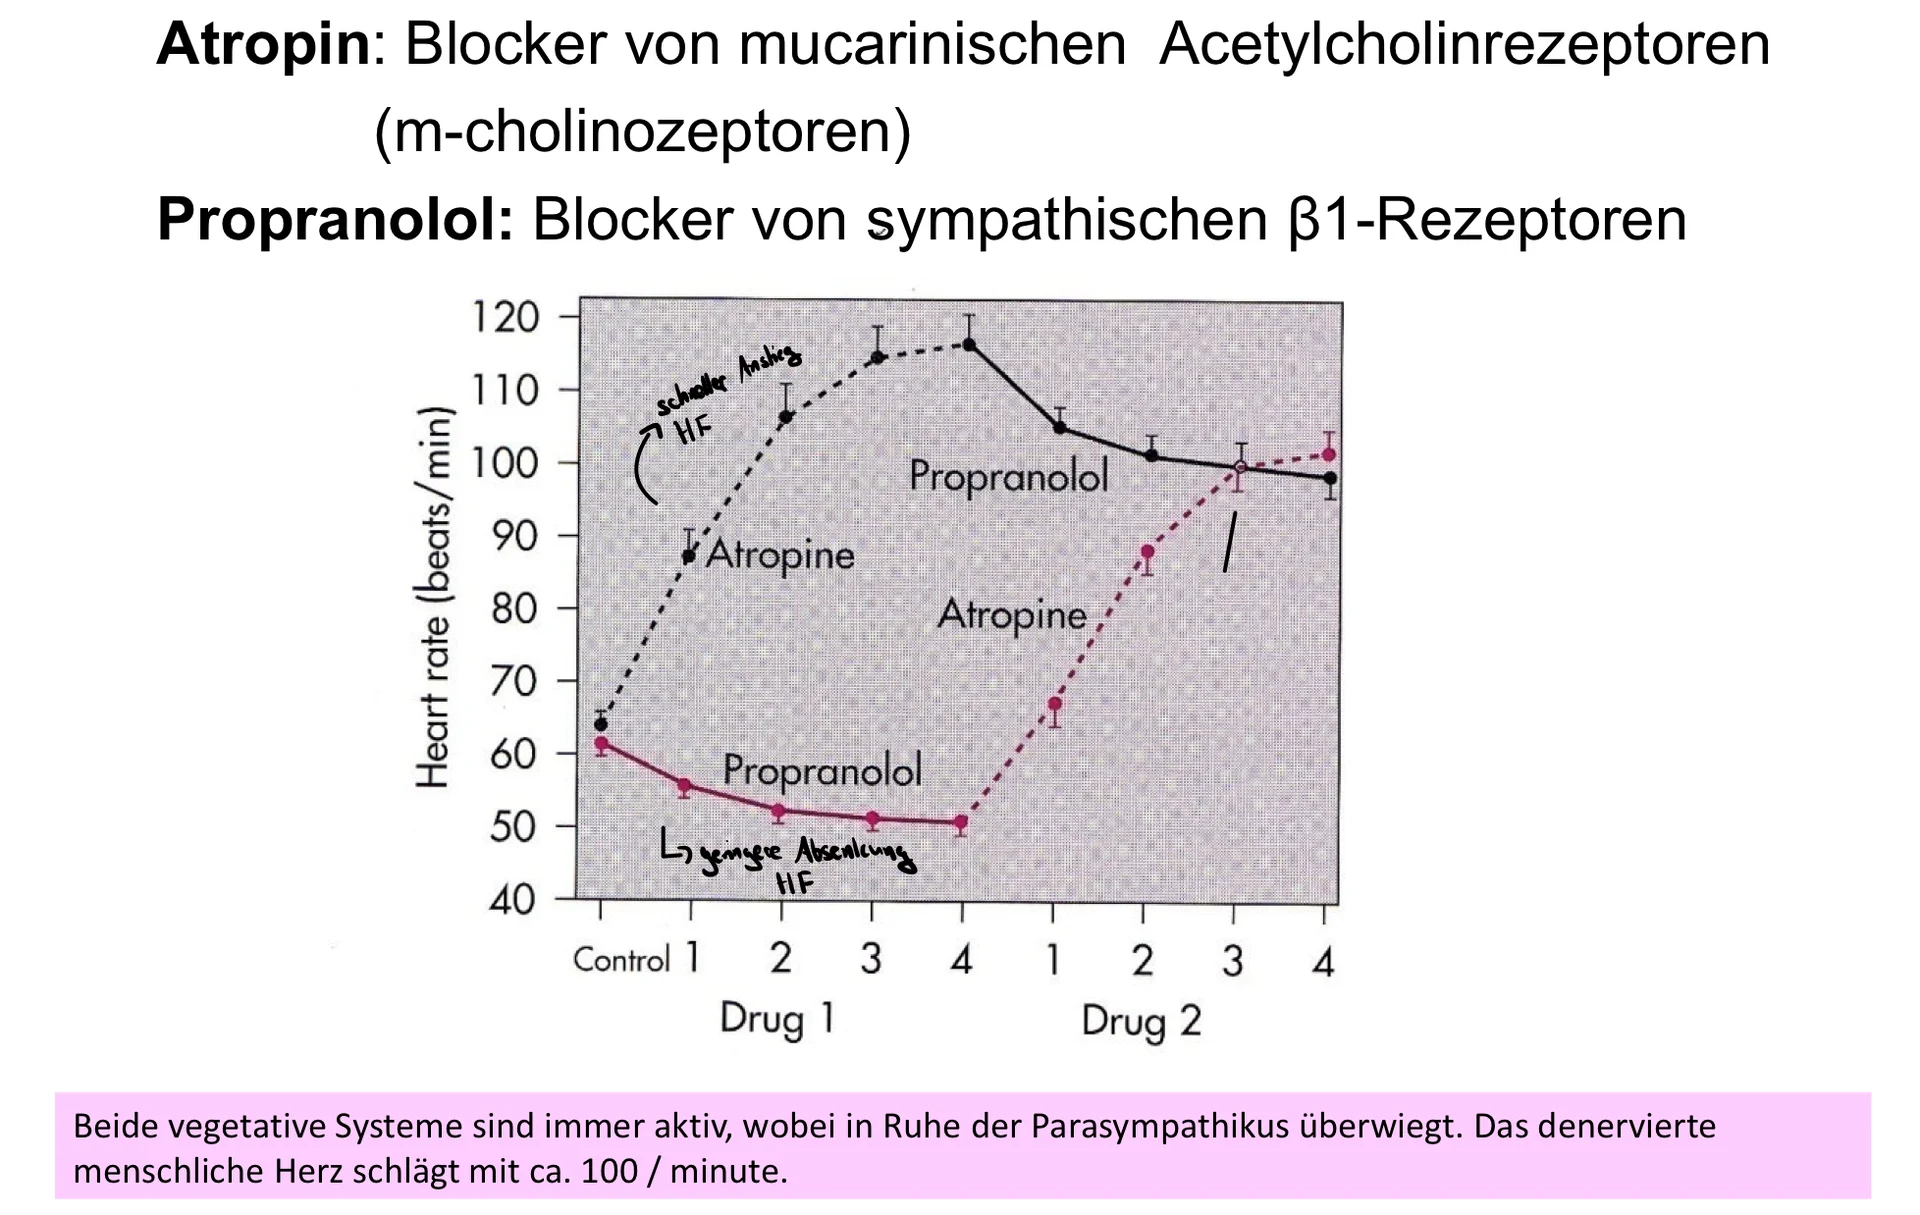 Atropin: Blocker von mucarinischen Acetylcholinrezeptoren
(m-cholinozeptoren)
Propranolol: Blocker von sympathischen β1-Rezeptoren
Heart rate (beats/min)
120
110
100
90
80
70
60
50
40
schneller Anstieg
HF
Atropine
Propranolol
Propranolol
Atropine
geringere Absenkung
HF
Control 1 2 3 4 1 2 3 4
Drug 1 Drug 2
Beide vegetative Systeme sind immer aktiv, wobei in Ruhe der Parasympathikus überwiegt. Das denervierte
menschliche Herz schlägt mit ca. 100 / minute.